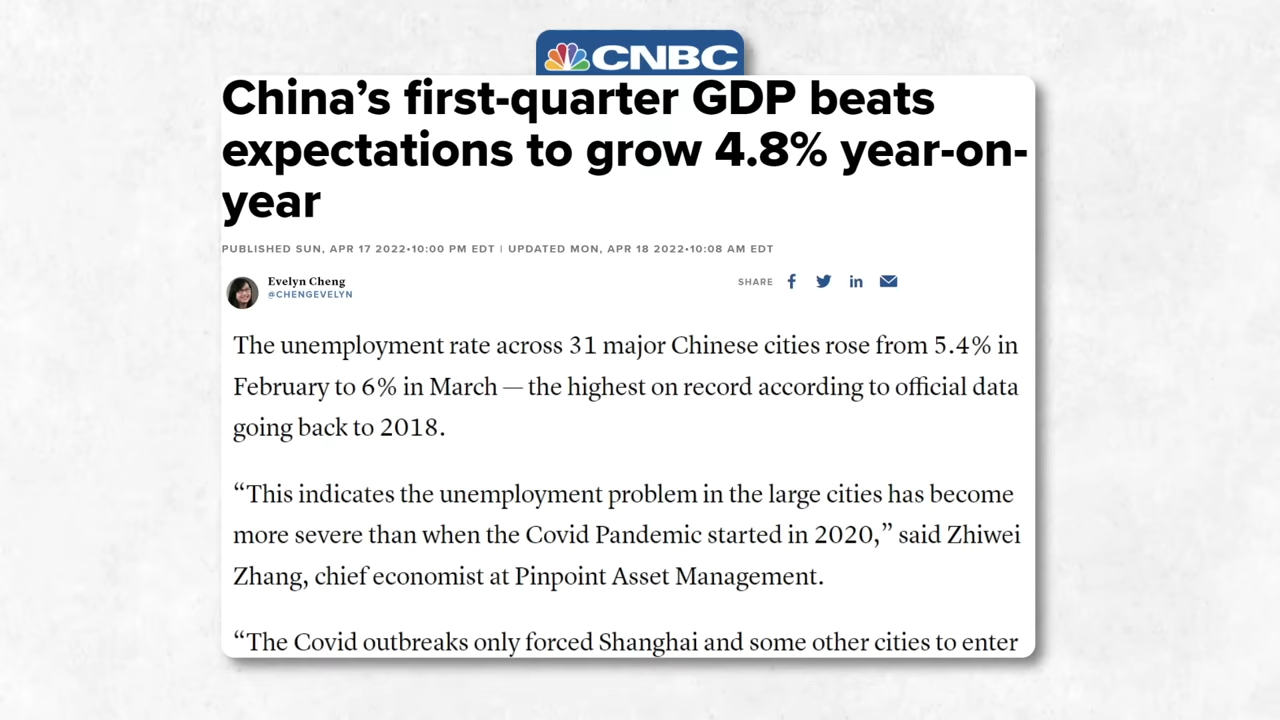 CNBC
China’s first-quarter GDP beats
expectations to grow 4.8% year-on-
year
PUBLISHED SUN, APR 17 2022•10:00 PM EDT | UPDATED MON, APR 18 2022•10:08 AM EDT
Evelyn Cheng
@CHENGEVELYN
SHARE
The unemployment rate across 31 major Chinese cities rose from 5.4% in
February to 6% in March — the highest on record according to official data
going back to 2018.
“This indicates the unemployment problem in the large cities has become
more severe than when the Covid Pandemic started in 2020,” said Zhiwei
Zhang, chief economist at Pinpoint Asset Management.
“The Covid outbreaks only forced Shanghai and some other cities to enter